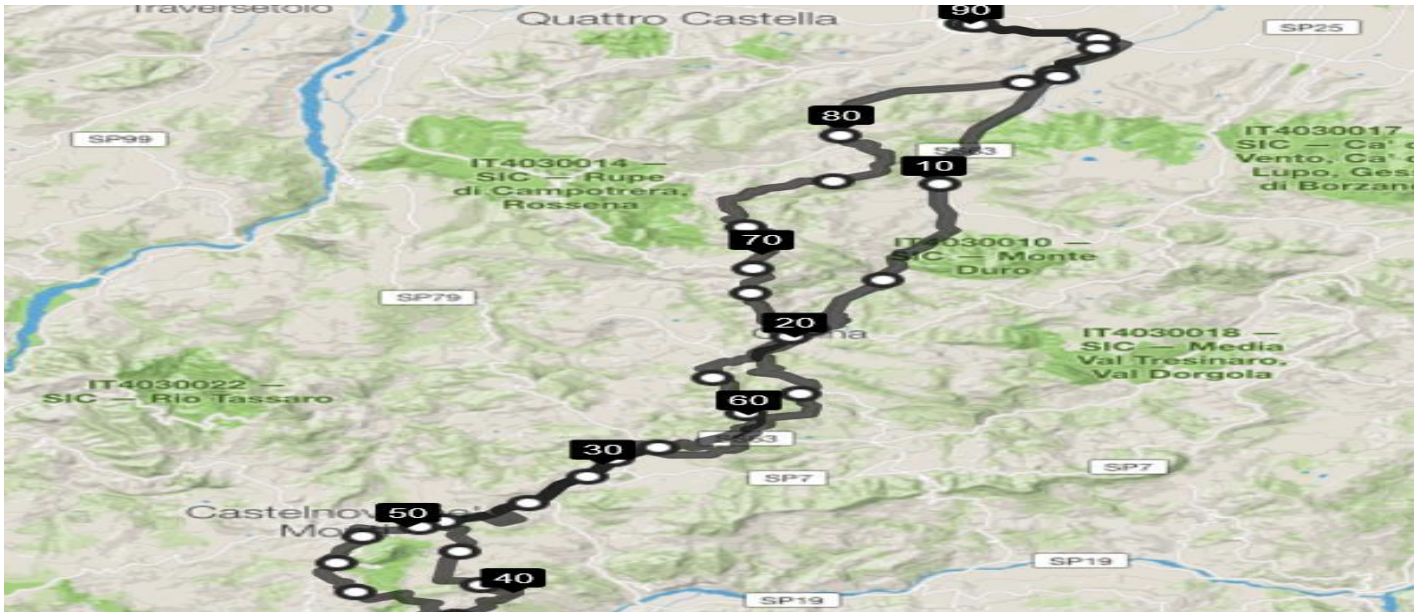 Traversetolo
Quattro Castella
90
SP25
80
SP99
10
IT4030014 —
SIC — Rupe
di Campotrera,
Rossena
IT4030017
SIC — Ca' d
Vento, Ca' d
Lupo, Gess
di Borzano
70
IT4030010 —
SIC — Monte
Duro
SP79
20
IT4030018 —
SIC — Media
Val Tresinaro,
Val Dorgola
IT4030022 —
SIC — Rio Tassaro
60
30
SP7
SP7
50
40
SP19
SP19